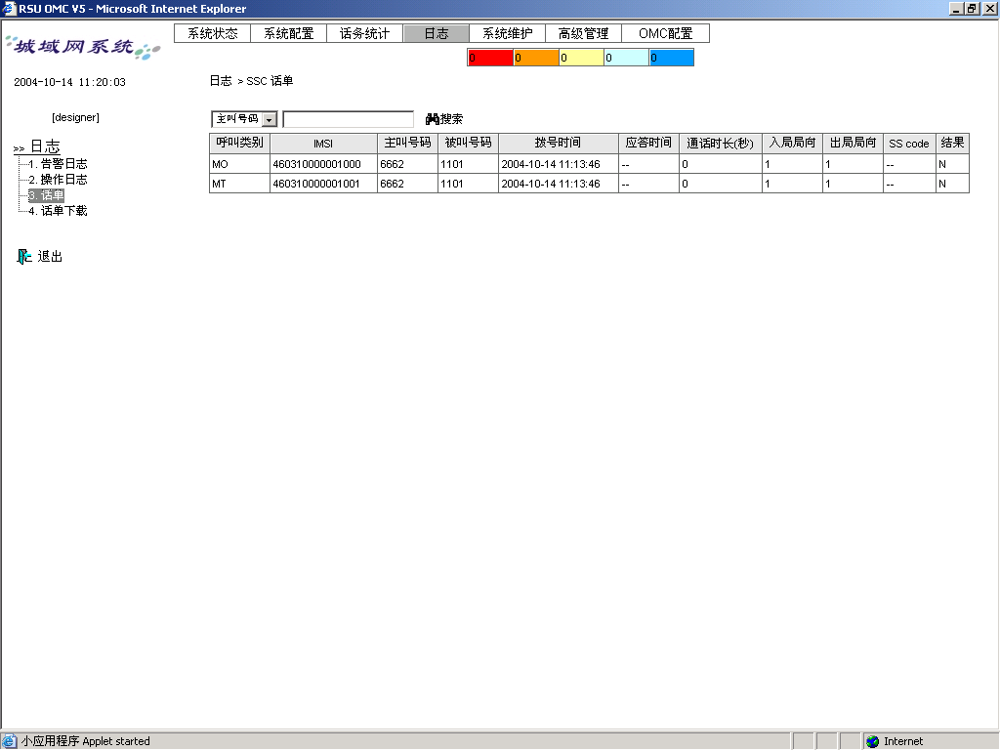 RSU OMC V5 - Microsoft Internet Explorer
城域网系统
系统状态 系统配置 话务统计 日志 系统维护 高级管理 OMC配置
0 0 0 0 0
2004-10-14 11:20:03
日志 > SSC 话单
[designer]
主叫号码 搜索
>> 日志
1. 告警日志
2. 操作日志
3. 话单
4. 话单下载
退出
呼叫类别 IMSI 主叫号码 被叫号码 拨号时间 应答时间 通话时长(秒) 入局局向 出局局向 SS code 结果
MO 460310000001000 6662 1101 2004-10-14 11:13:46 -- 0 1 1 -- N
MT 460310000001001 6662 1101 2004-10-14 11:13:46 -- 0 1 1 -- N
小应用程序 Applet started
Internet